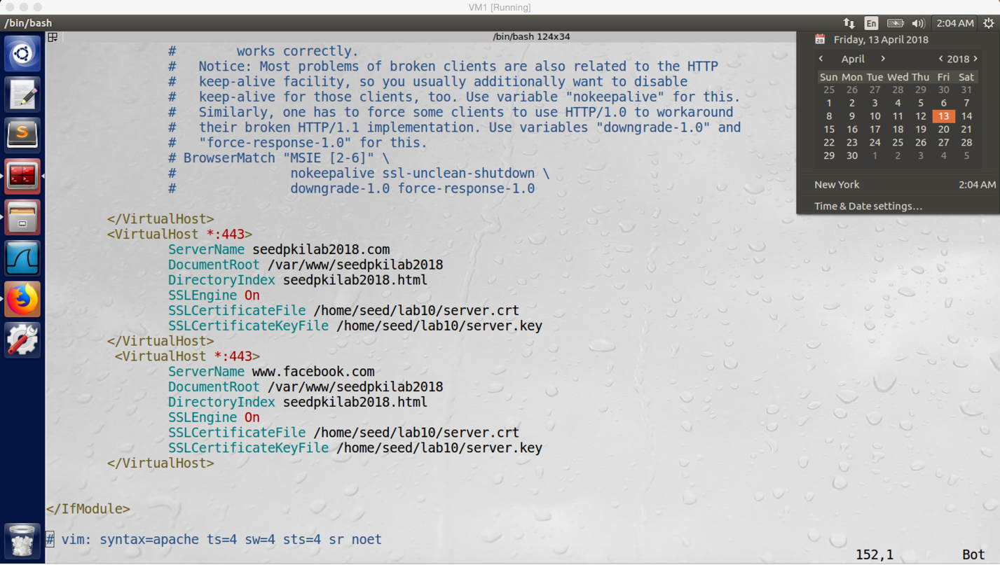 VM1 [Running]
/bin/bash
En
2:04 AM
/bin/bash 124x34
#        works correctly.
#   Notice: Most problems of broken clients are also related to the HTTP
#   keep-alive facility, so you usually additionally want to disable
#   keep-alive for those clients, too. Use variable "nokeepalive" for this.
#   Similarly, one has to force some clients to use HTTP/1.0 to workaround
#   their broken HTTP/1.1 implementation. Use variables "downgrade-1.0" and
#   "force-response-1.0" for this.
# BrowserMatch "MSIE [2-6]" \
#               nokeepalive ssl-unclean-shutdown \
#               downgrade-1.0 force-response-1.0
</VirtualHost>
<VirtualHost *:443>
ServerName seedpkilab2018.com
DocumentRoot /var/www/seedpkilab2018
DirectoryIndex seedpkilab2018.html
SSLEngine On
SSLCertificateFile /home/seed/lab10/server.crt
SSLCertificateKeyFile /home/seed/lab10/server.key
</VirtualHost>
<VirtualHost *:443>
ServerName www.facebook.com
DocumentRoot /var/www/seedpkilab2018
DirectoryIndex seedpkilab2018.html
SSLEngine On
SSLCertificateFile /home/seed/lab10/server.crt
SSLCertificateKeyFile /home/seed/lab10/server.key
</VirtualHost>
</IfModule>
# vim: syntax=apache ts=4 sw=4 sts=4 sr noet
152,1 Bot
28 Friday, 13 April 2018
‹ April › ‹ 2018 ›
Sun Mon Tue Wed Thu Fri Sat
25 26 27 28 29 30 31
1 2 3 4 5 6 7
8 9 10 11 12 13 14
15 16 17 18 19 20 21
22 23 24 25 26 27 28
29 30 1 2 3 4 5
New York 2:04 AM
Time & Date settings…
S